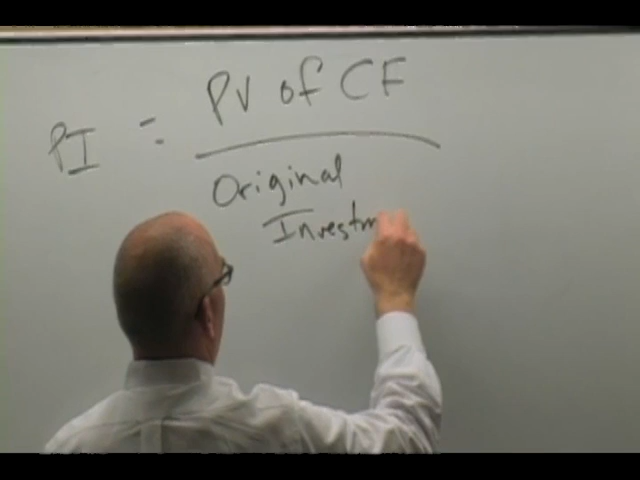 PI = PV of CF
Original
Investm